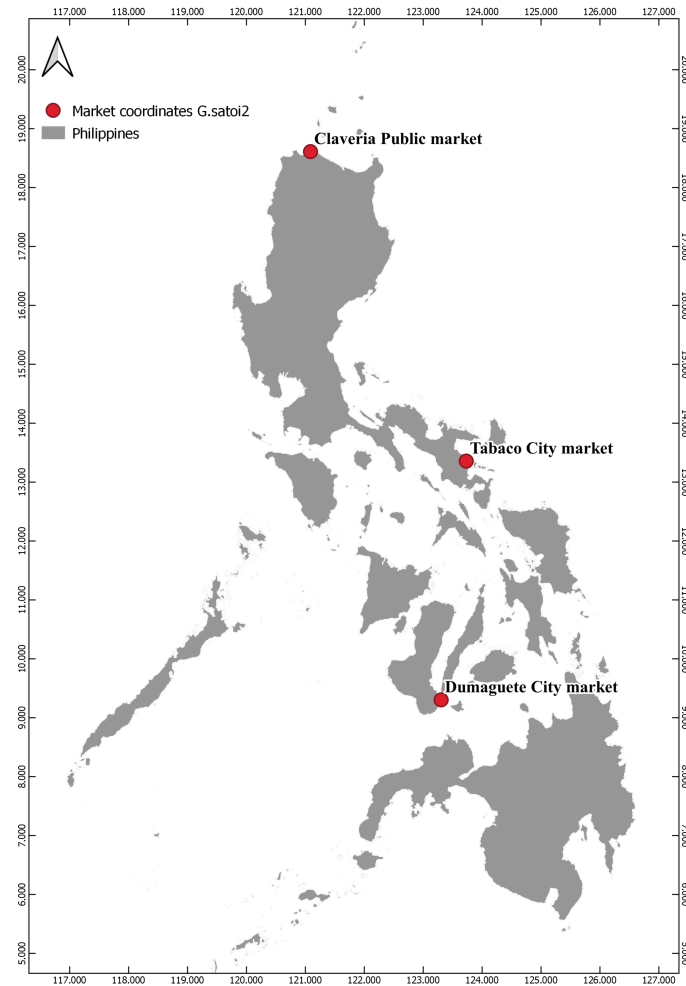 117.000 118.000 119.000 120.000 121.000 122.000 123.000 124.000 125.000 126.000 127.000
20.000
Market coordinates G.satoi2
Philippines
19.000
Claveria Public market
18.000
17.000
16.000
15.000
14.000
Tabaco City market
13.000
12.000
11.000
10.000
Dumaguete City market
9.000
8.000
7.000
6.000
5.000
117.000 118.000 119.000 120.000 121.000 122.000 123.000 124.000 125.000 126.000 127.000